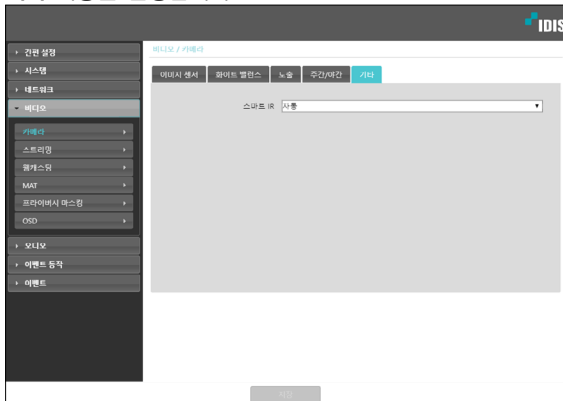 IDIS
간편 설정
시스템
네트워크
비디오
카메라
스트리밍
웹캐스팅
MAT
프라이버시 마스킹
OSD
오디오
이벤트 동작
이벤트
비디오 / 카메라
이미지 센서 화이트 밸런스 노출 주간/야간 기타
스마트 IR 자동
저장